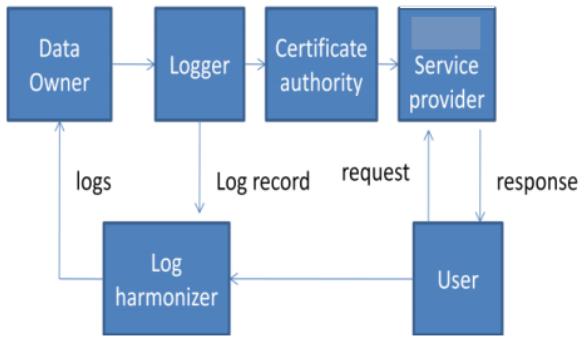 Data
Owner
Logger
Certificate
authority
Service
provider
logs
Log record
request
response
Log
harmonizer
User